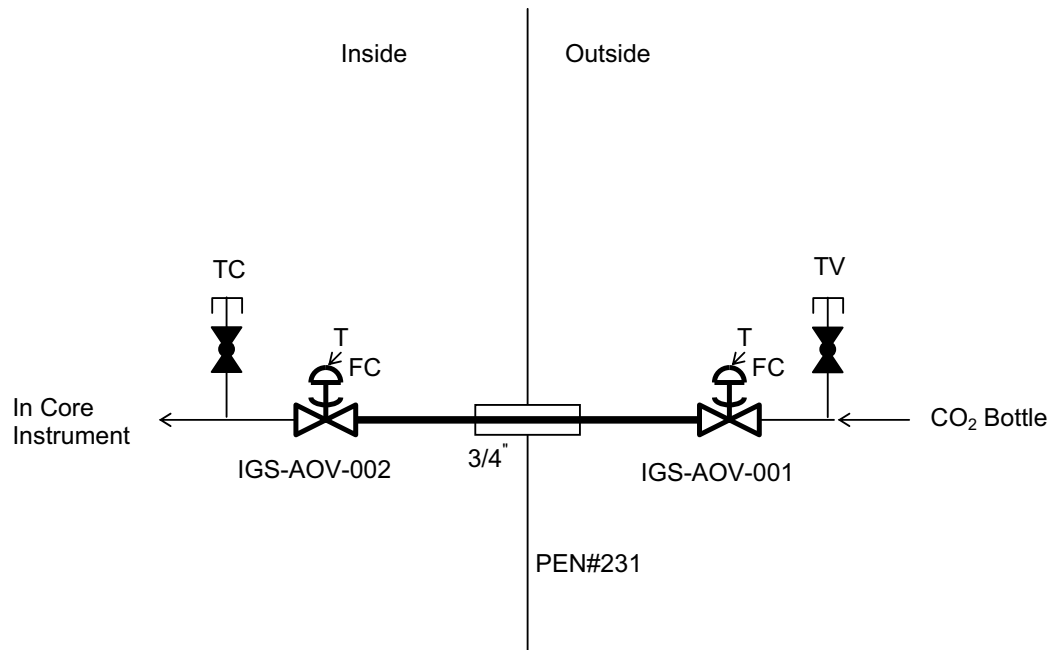 Inside
Outside
TC
TV
T
FC
T
FC
In Core
Instrument
CO₂ Bottle
3/4"
IGS-AOV-002
IGS-AOV-001
PEN#231